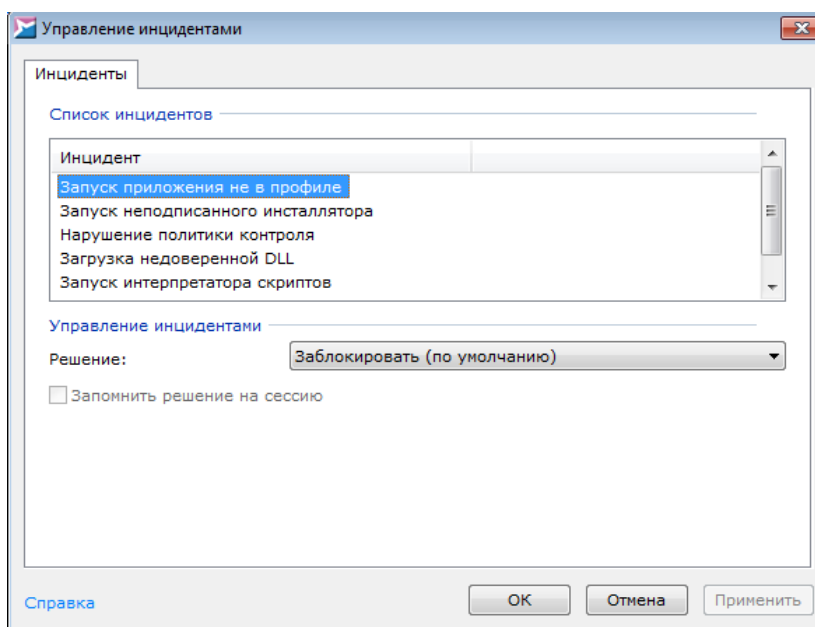 Управление инцидентами
Инциденты
Список инцидентов
Инцидент
Запуск приложения не в профиле
Запуск неподписанного инсталлятора
Нарушение политики контроля
Загрузка недоверенной DLL
Запуск интерпретатора скриптов
Управление инцидентами
Решение: Заблокировать (по умолчанию)
Запомнить решение на сессию
Справка ОК Отмена Применить